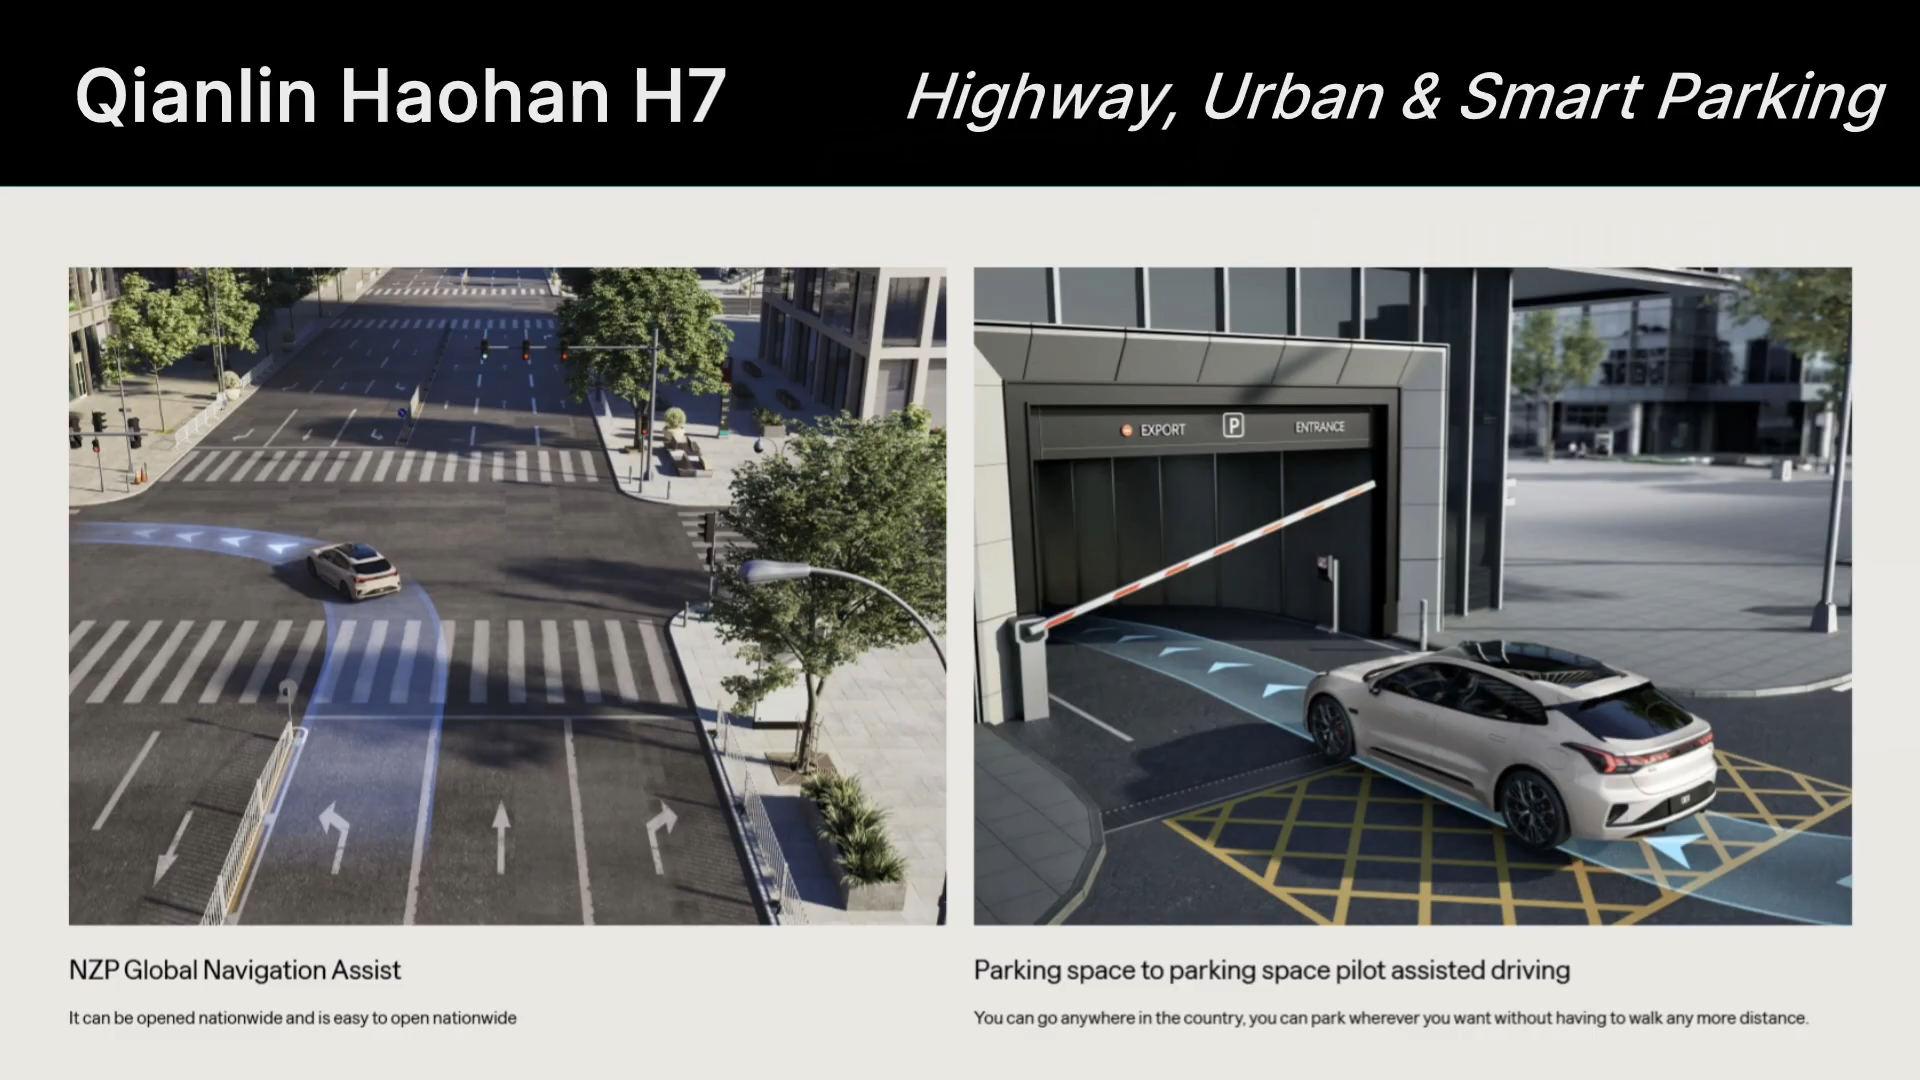 Qianlin Haohan H7
Highway, Urban & Smart Parking
EXPORT
P
ENTRANCE
NZP Global Navigation Assist
It can be opened nationwide and is easy to open nationwide
Parking space to parking space pilot assisted driving
You can go anywhere in the country, you can park wherever you want without having to walk any more distance.